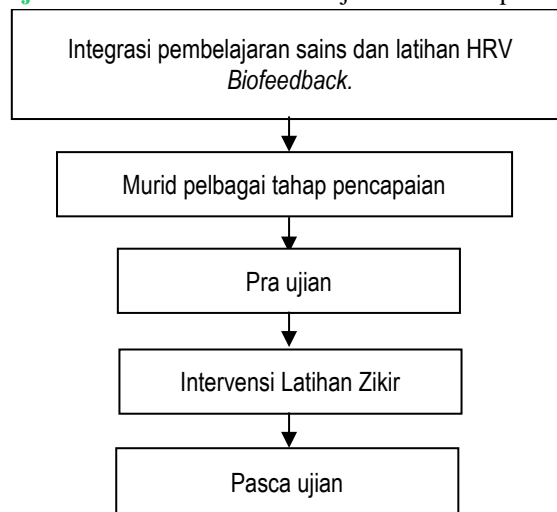 Integrasi pembelajaran sains dan latihan HRV
Biofeedback.
Murid pelbagai tahap pencapaian
Pra ujian
Intervensi Latihan Zikir
Pasca ujian